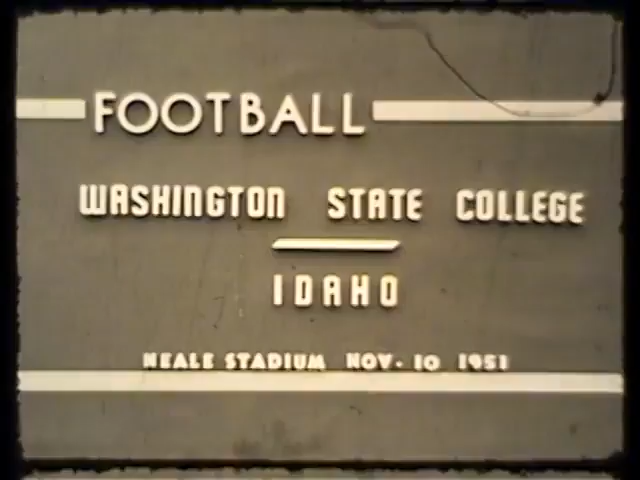 FOOTBALL
WASHINGTON STATE COLLEGE
IDAHO
NEALE STADIUM NOV. 10 1951